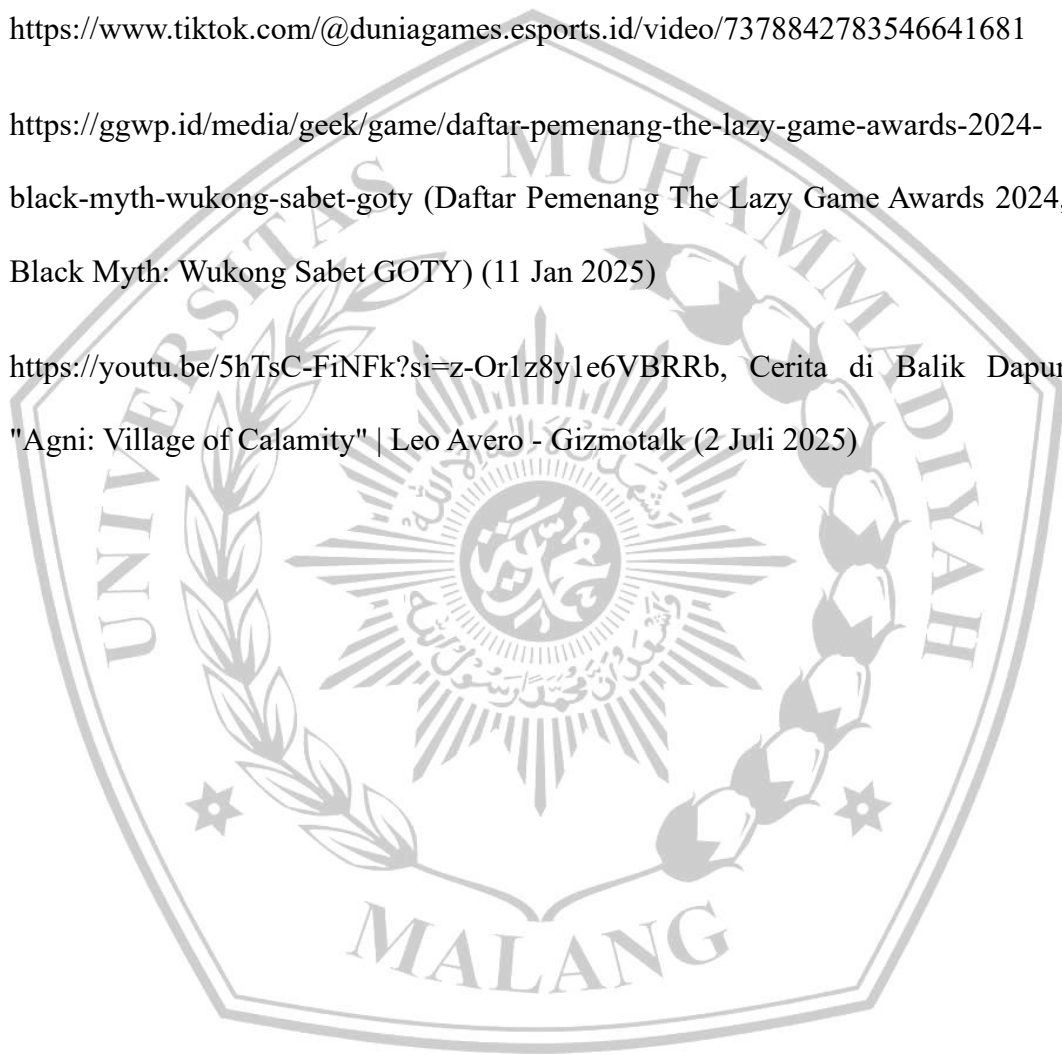 https://www.tiktok.com/@duniagames.esports.id/video/7378842783546641681
https://ggwp.id/media/geek/game/daftar-pemenang-the-lazy-game-awards-2024-
black-myth-wukong-sabet-goty (Daftar Pemenang The Lazy Game Awards 2024,
Black Myth: Wukong Sabet GOTY) (11 Jan 2025)
https://youtu.be/5hTsC-FiNFk?si=z-Or1z8y1e6VBRRb, Cerita di Balik Dapur
"Agni: Village of Calamity" | Leo Avero - Gizmotalk (2 Juli 2025)
UNIVERSITAS MUHAMMADIYAH
MALANG